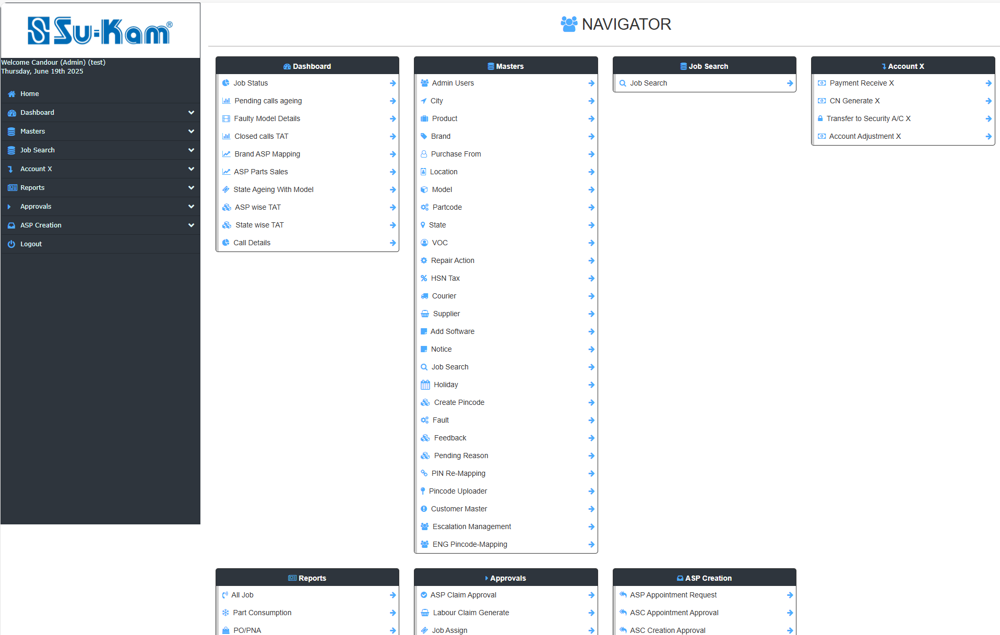 Su-Kam®
Welcome Candour (Admin) (test)
Thursday, June 19th 2025
Home
Dashboard
Masters
Job Search
Account X
Reports
Approvals
ASP Creation
Logout
NAVIGATOR
Dashboard
Job Status
Pending calls ageing
Faulty Model Details
Closed calls TAT
Brand ASP Mapping
ASP Parts Sales
State Ageing With Model
ASP wise TAT
State wise TAT
Call Details
Masters
Admin Users
City
Product
Brand
Purchase From
Location
Model
Partcode
State
VOC
Repair Action
HSN Tax
Courier
Supplier
Add Software
Notice
Job Search
Holiday
Create Pincode
Fault
Feedback
Pending Reason
PIN Re-Mapping
Pincode Uploader
Customer Master
Escalation Management
ENG Pincode-Mapping
Job Search
Job Search
Account X
Payment Receive X
CN Generate X
Transfer to Security A/C X
Account Adjustment X
Reports
All Job
Part Consumption
PO/PNA
Approvals
ASP Claim Approval
Labour Claim Generate
Job Assign
ASP Creation
ASP Appointment Request
ASC Appointment Approval
ASC Creation Approval